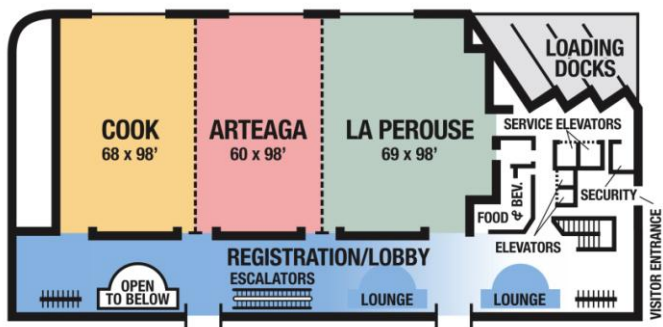 COOK
68 x 98'
ARTEAGA
60 x 98'
LA PEROUSE
69 x 98'
LOADING
DOCKS
SERVICE ELEVATORS
SECURITY
FOOD
& BEV.
ELEVATORS
VISITOR ENTRANCE
REGISTRATION/LOBBY
ESCALATORS
OPEN
TO BELOW
LOUNGE
LOUNGE